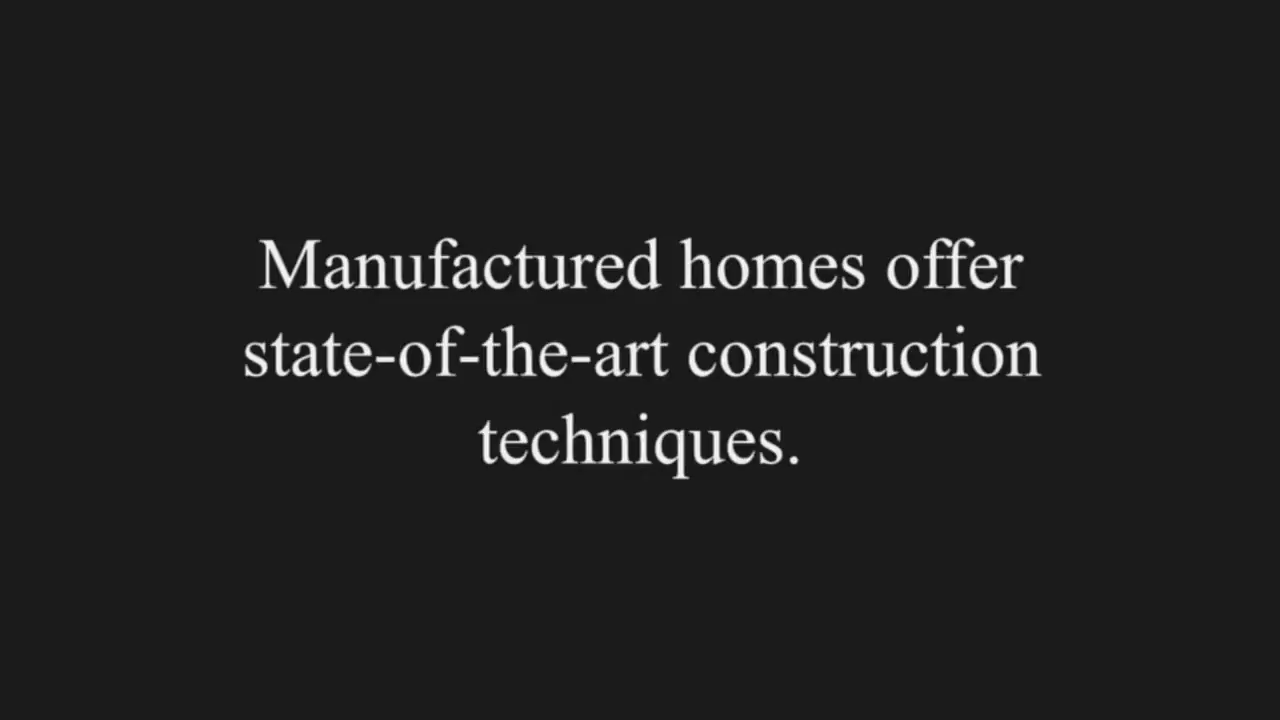 Manufactured homes offer
state-of-the-art construction
techniques.